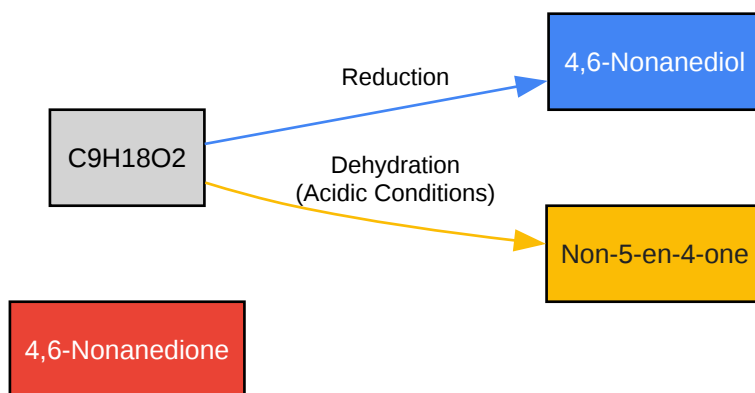 4,6-Nonanediol
Reduction
C9H18O2
Dehydration
(Acidic Conditions)
Non-5-en-4-one
4,6-Nonanedione